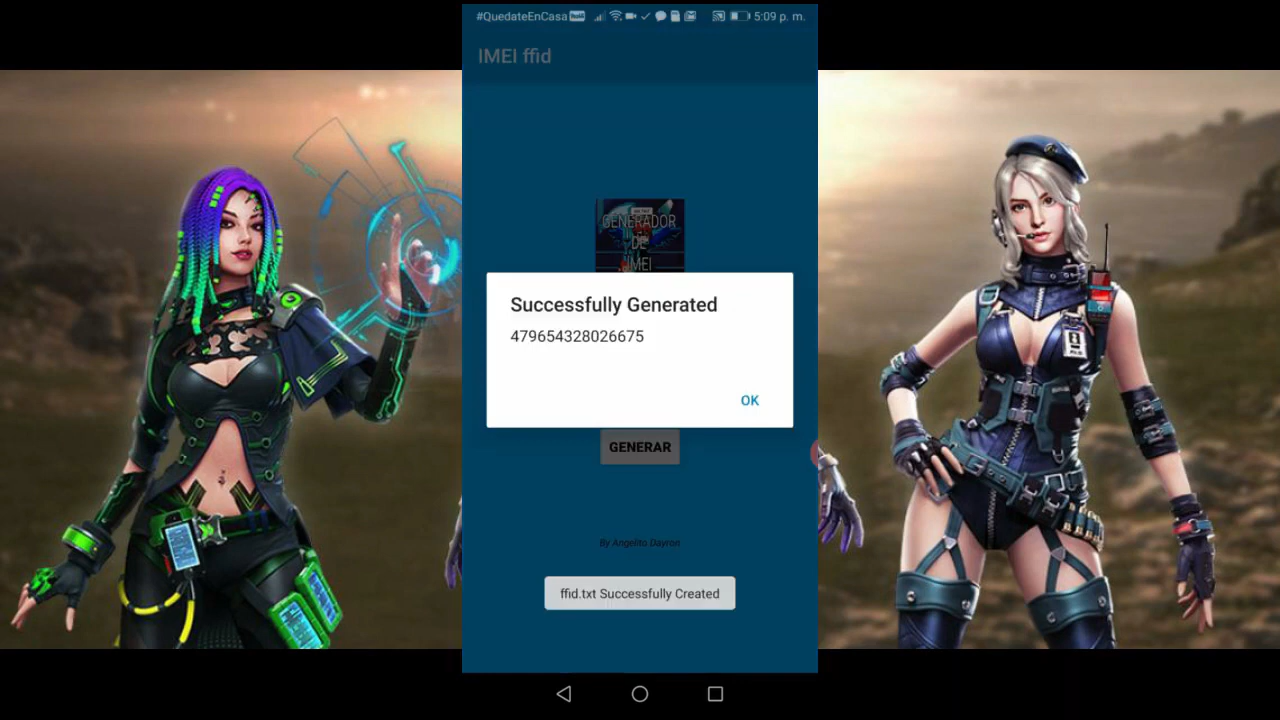 #QuedateEnCasa
5:09 p. m.
IMEI ffid
GENERADOR
DE
IMEI
Successfully Generated
479654328026675
OK
GENERAR
By Angelito Dayron
ffid.txt Successfully Created